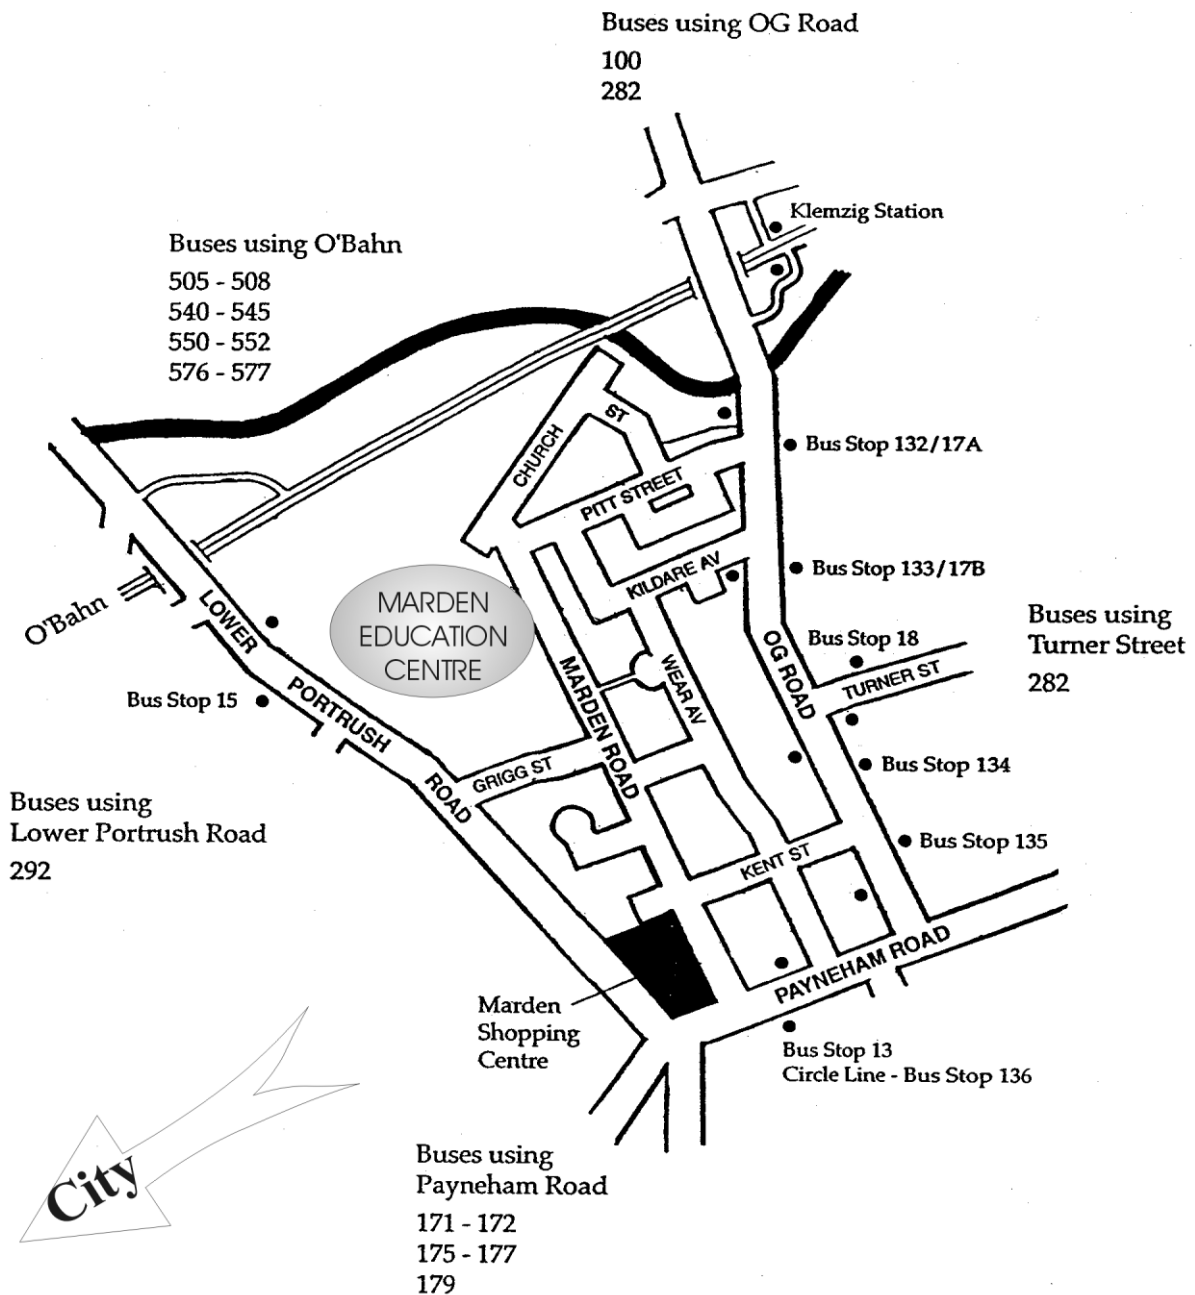 Buses using OG Road
100
282
Klemzig Station
Buses using O'Bahn
505 - 508
540 - 545
550 - 552
576 - 577
CHURCH
ST
Bus Stop 132/17A
PITT STREET
KILDARE AV
Bus Stop 133/17B
O'Bahn
LOWER
PORTRUSH
ROAD
MARDEN
EDUCATION
CENTRE
Bus Stop 15
MARDEN ROAD
WEAR AV
OG ROAD
Bus Stop 18
TURNER ST
Buses using
Turner Street
282
GRIGG ST
Bus Stop 134
Buses using
Lower Portrush Road
292
Bus Stop 135
KENT ST
PAYNEHAM ROAD
Marden
Shopping
Centre
Bus Stop 13
Circle Line - Bus Stop 136
City
Buses using
Payneham Road
171 - 172
175 - 177
179